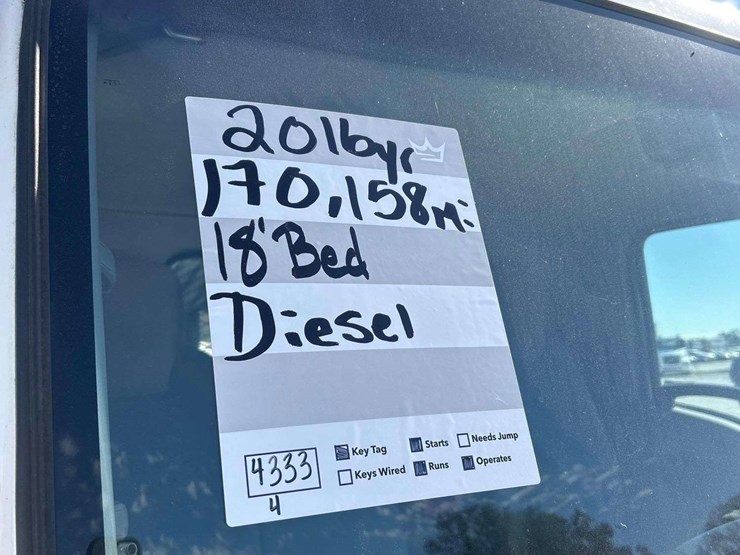 2016yr
170,158mi
18' Bed
Diesel
4333
4
Key Tag
Starts
Needs Jump
Keys Wired
Runs
Operates